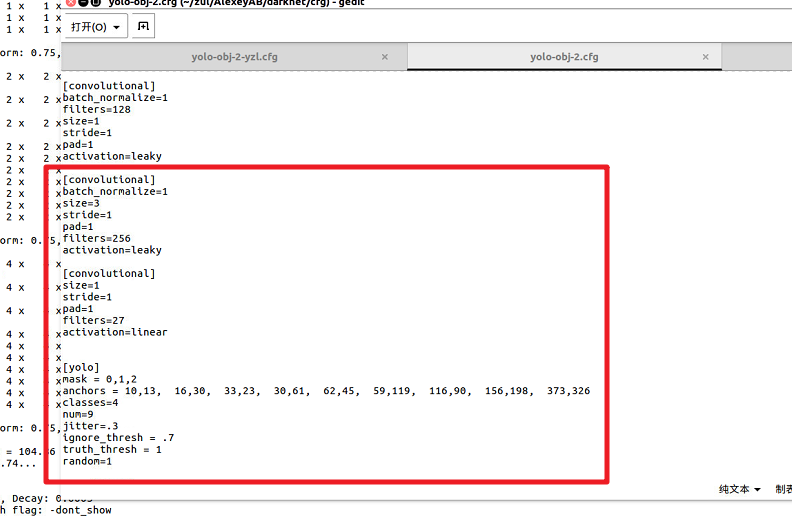 yolo-obj-2.cfg (~/zul/AlexeyAB/darknet/cfg) - gedit
打开(O)
yolo-obj-2-yzl.cfg
yolo-obj-2.cfg
[convolutional]
batch_normalize=1
filters=128
size=1
stride=1
pad=1
activation=leaky
[convolutional]
batch_normalize=1
size=3
stride=1
pad=1
filters=256
activation=leaky
[convolutional]
size=1
stride=1
pad=1
filters=27
activation=linear
[yolo]
mask = 0,1,2
anchors = 10,13, 16,30, 33,23, 30,61, 62,45, 59,119, 116,90, 156,198, 373,326
classes=4
num=9
jitter=.3
ignore_thresh = .7
truth_thresh = 1
random=1
纯文本
1 x 1 x
1 x 1 x
1 x 1 x
orm: 0.75,
2 x 2 x
2 x 2 x
2 x 2 x
2 x 2 x
2 x 2 x
2 x
2 x
2 x
2 x
2 x
orm: 0.75,
4 x
4 x
4 x
4 x
4 x
4 x
4 x
4 x
4 x
orm: 0.75,
= 104.
.74...
, Decay: 0.0005
h flag: -dont_show